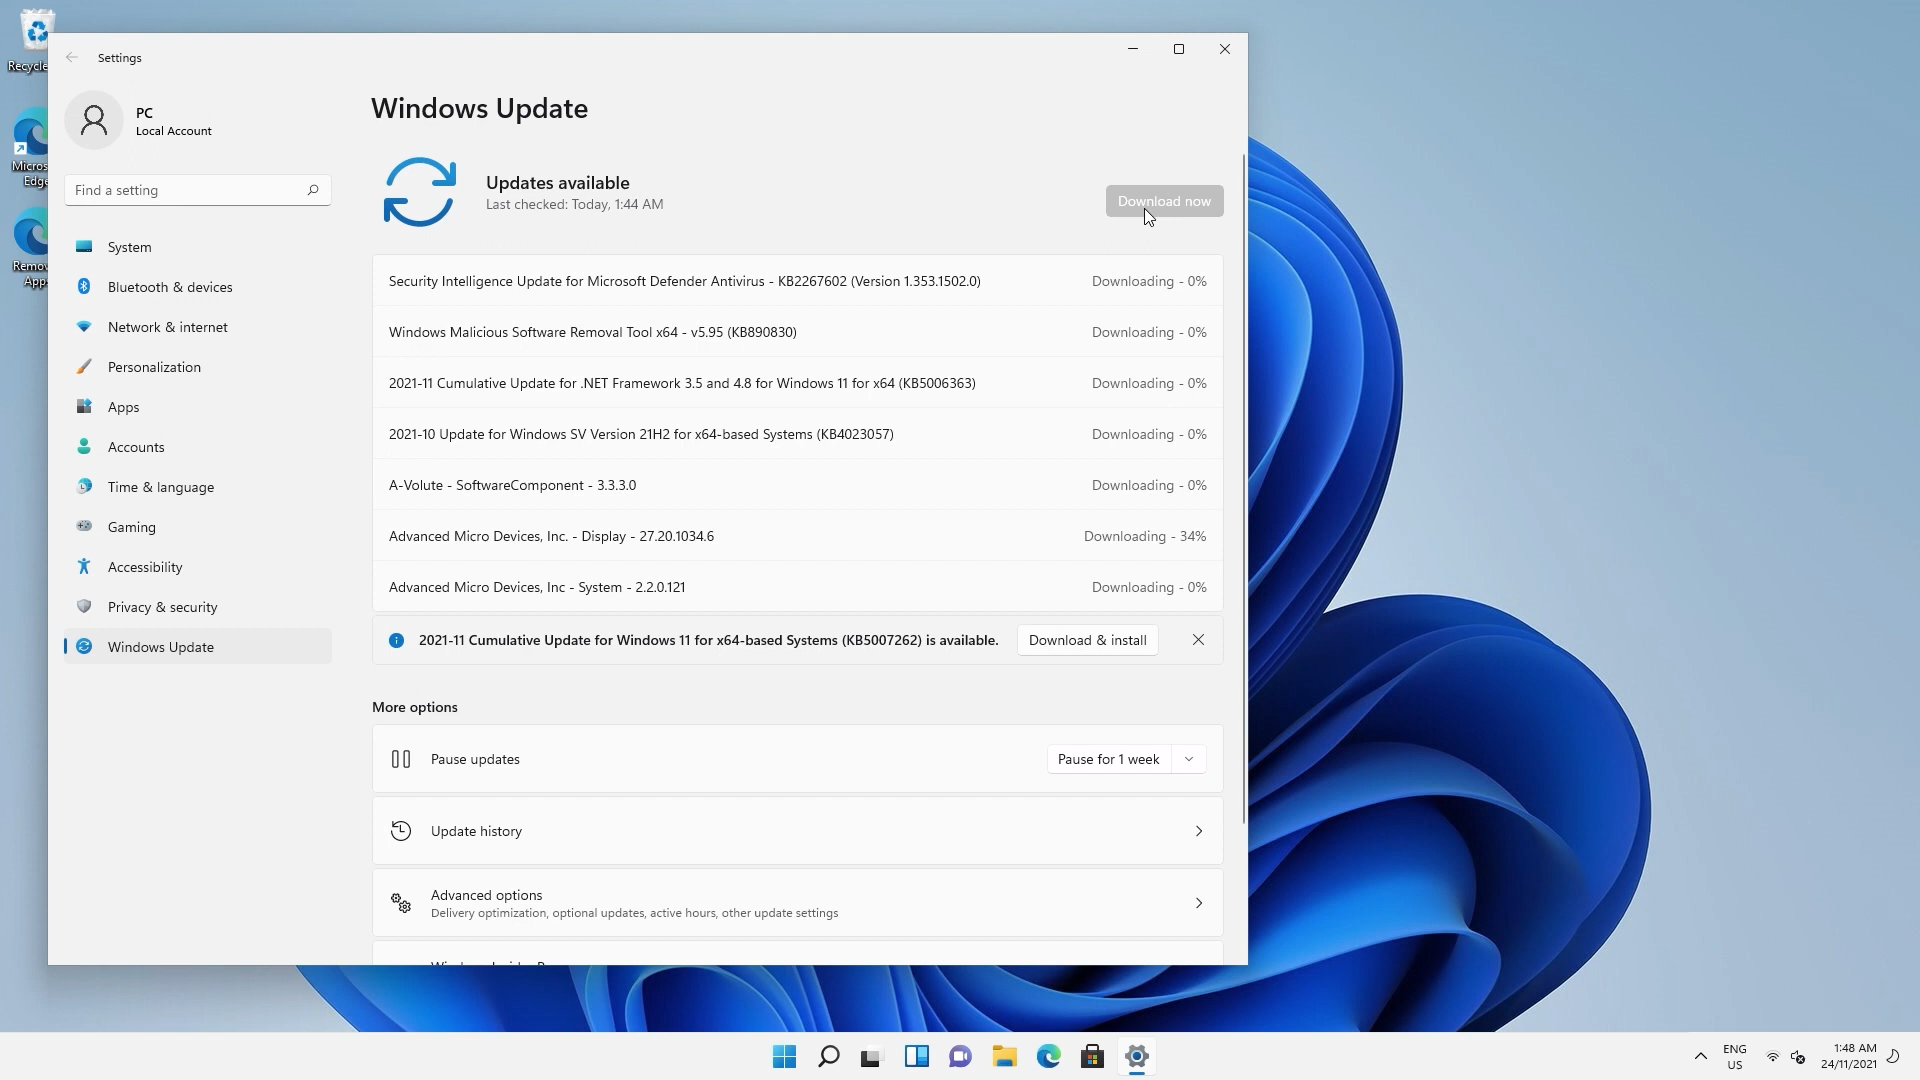 Recycle
Micros
Edge
Remov
Apps
Settings
PC
Local Account
Find a setting
System
Bluetooth & devices
Network & internet
Personalization
Apps
Accounts
Time & language
Gaming
Accessibility
Privacy & security
Windows Update
Windows Update
Updates available
Last checked: Today, 1:44 AM
Download now
Security Intelligence Update for Microsoft Defender Antivirus - KB2267602 (Version 1.353.1502.0) Downloading - 0%
Windows Malicious Software Removal Tool x64 - v5.95 (KB890830) Downloading - 0%
2021-11 Cumulative Update for .NET Framework 3.5 and 4.8 for Windows 11 for x64 (KB5006363) Downloading - 0%
2021-10 Update for Windows SV Version 21H2 for x64-based Systems (KB4023057) Downloading - 0%
A-Volute - SoftwareComponent - 3.3.3.0 Downloading - 0%
Advanced Micro Devices, Inc. - Display - 27.20.1034.6 Downloading - 34%
Advanced Micro Devices, Inc - System - 2.2.0.121 Downloading - 0%
2021-11 Cumulative Update for Windows 11 for x64-based Systems (KB5007262) is available. Download & install
More options
Pause updates Pause for 1 week
Update history
Advanced options
Delivery optimization, optional updates, active hours, other update settings
ENG
US
1:48 AM
24/11/2021